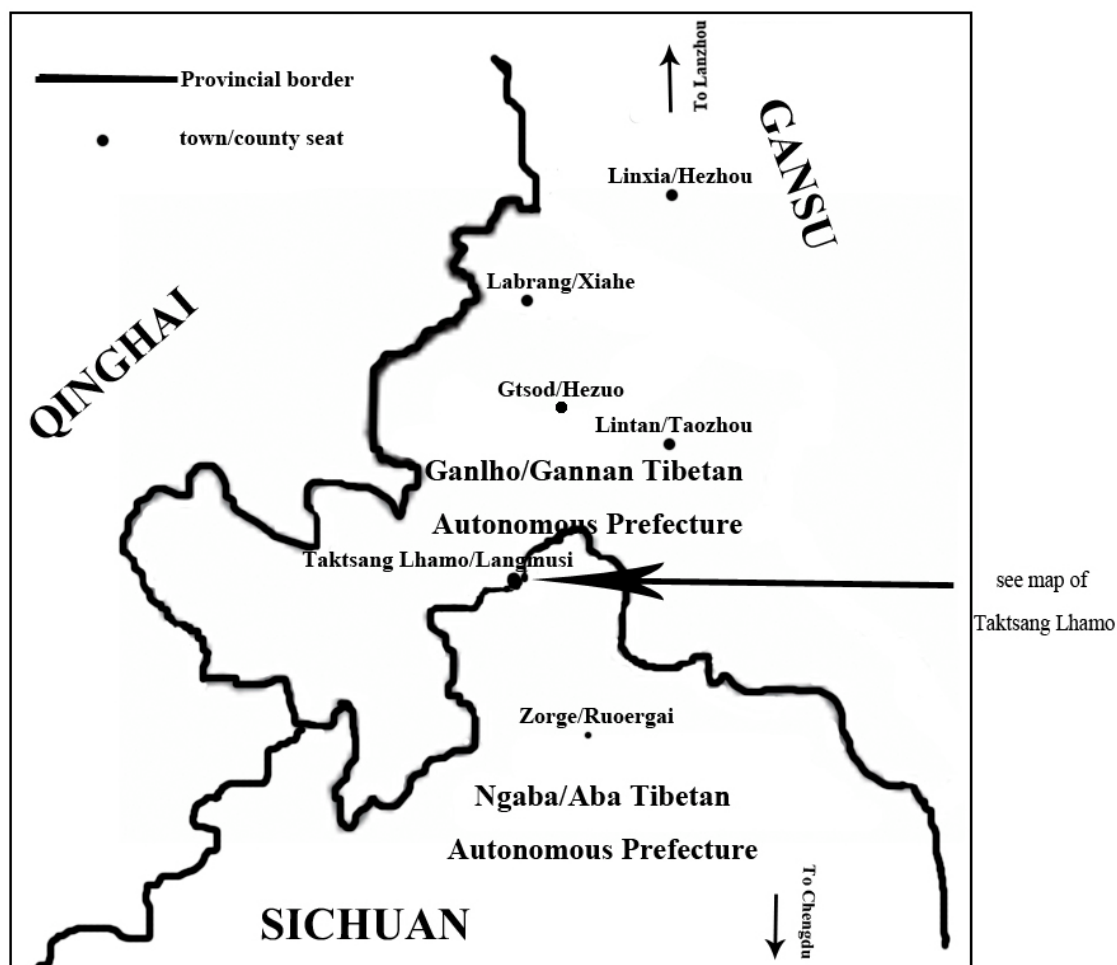 Provincial border
town/county seat
To Lanzhou
GANSU
Linxia/Hezhou
Labrang/Xiahe
QINGHAI
Gtsod/Hezuo
Lintan/Taozhou
Ganlho/Gannan Tibetan
Autonomous Prefecture
Taktsang Lhamo/Langmusi
see map of
Taktsang Lhamo
Zorge/Ruoergai
Ngaba/Aba Tibetan
Autonomous Prefecture
To Chengdu
SICHUAN